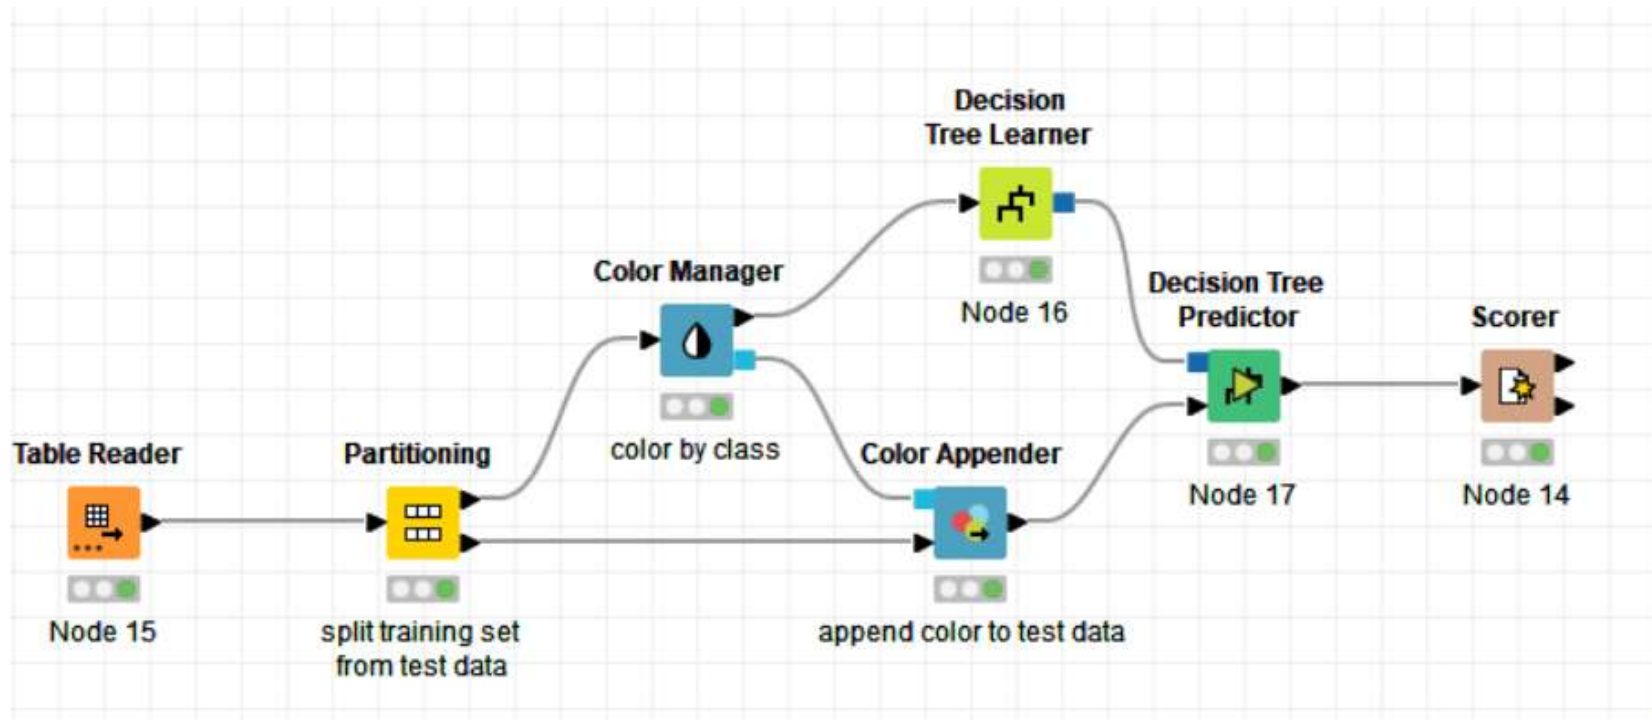 Decision
Tree Learner
Node 16
Color Manager
color by class
Decision Tree
Predictor
Node 17
Scorer
Node 14
Table Reader
Node 15
Partitioning
split training set
from test data
Color Appender
append color to test data